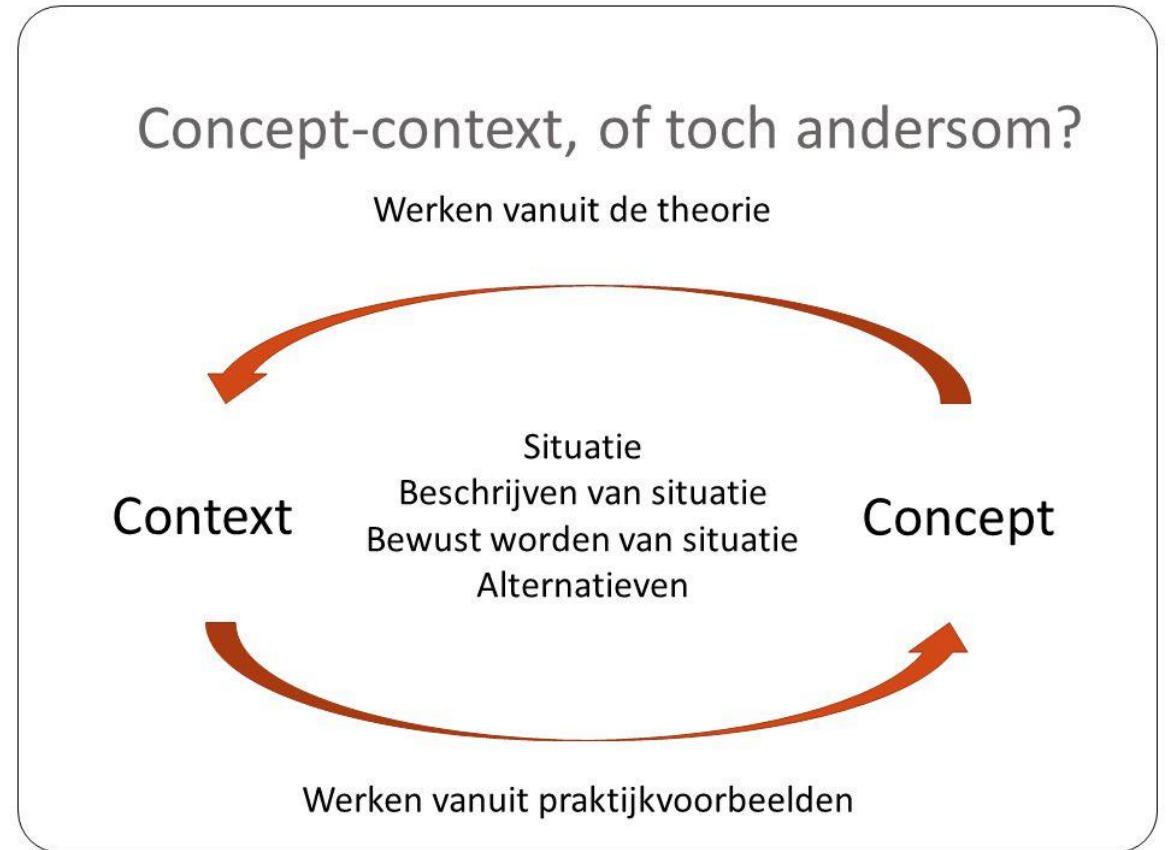 Concept-context, of toch andersom?
Werken vanuit de theorie
Situatie
Beschrijven van situatie
Bewust worden van situatie
Alternatieven
Context
Concept
Werken vanuit praktijkvoorbeelden